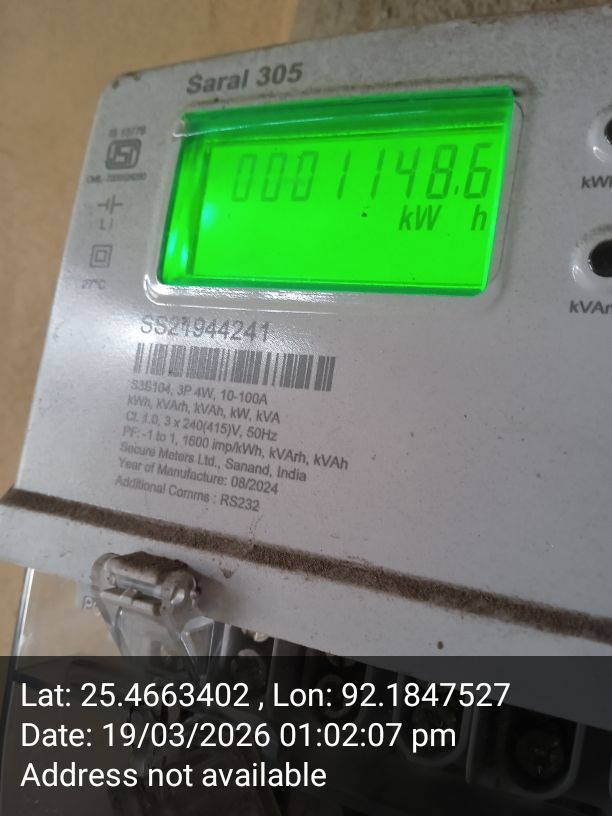 Saral 305
IS 13779
0001148.6
kW h
L I
27°C
kWh
kVArh
SS21944241
S3S104, 3P 4W, 10-100A
kWh, kVArh, kVAh, kW, kVA
Cl. 1.0, 3 x 240(415)V, 50Hz
PF: -1 to 1, 1600 imp/kWh, kVArh, kVAh
Secure Meters Ltd., Sanand, India
Year of Manufacture: 08/2024
Additional Comms : RS232
Lat: 25.4663402 , Lon: 92.1847527
Date: 19/03/2026 01:02:07 pm
Address not available